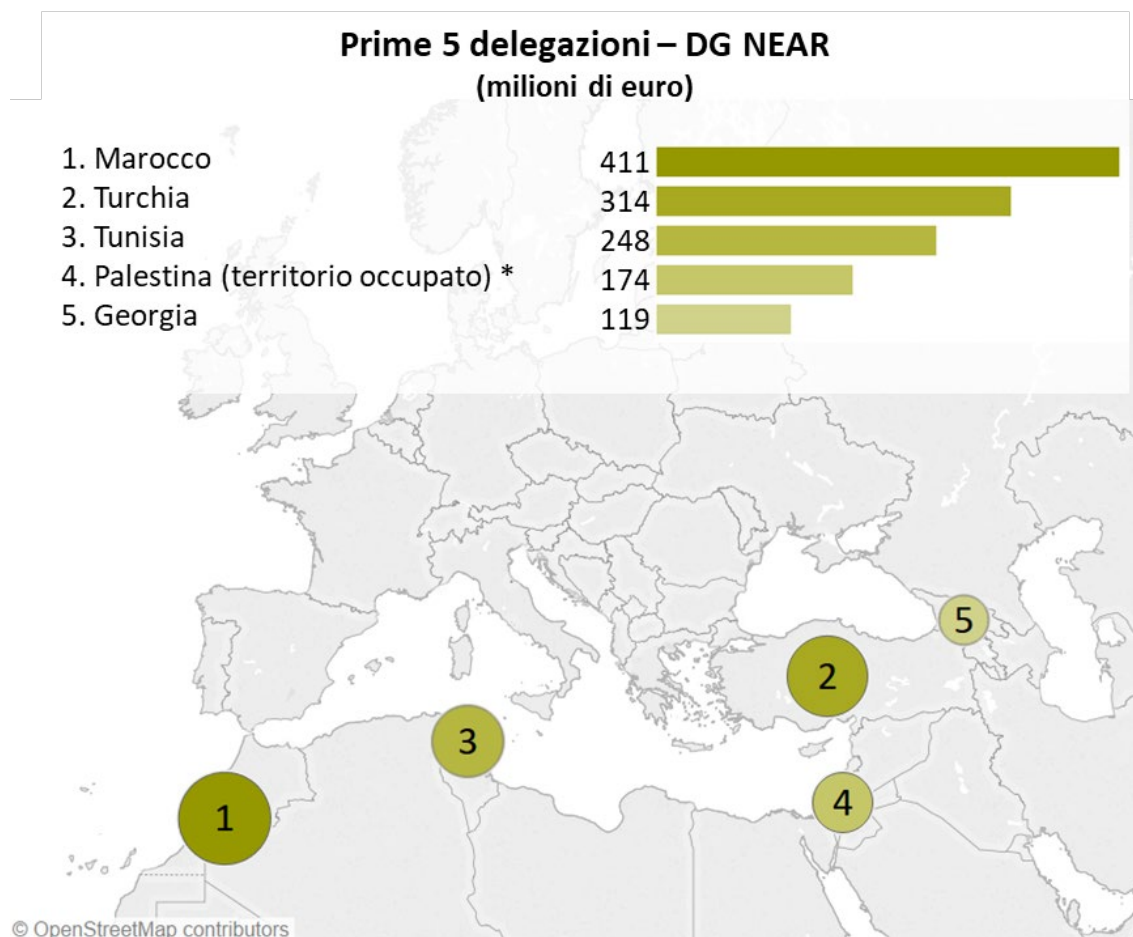 Prime 5 delegazioni – DG NEAR
(milioni di euro)
1. Marocco 411
2. Turchia 314
3. Tunisia 248
4. Palestina (territorio occupato) * 174
5. Georgia 119
5
2
3
4
1
© OpenStreetMap contributors